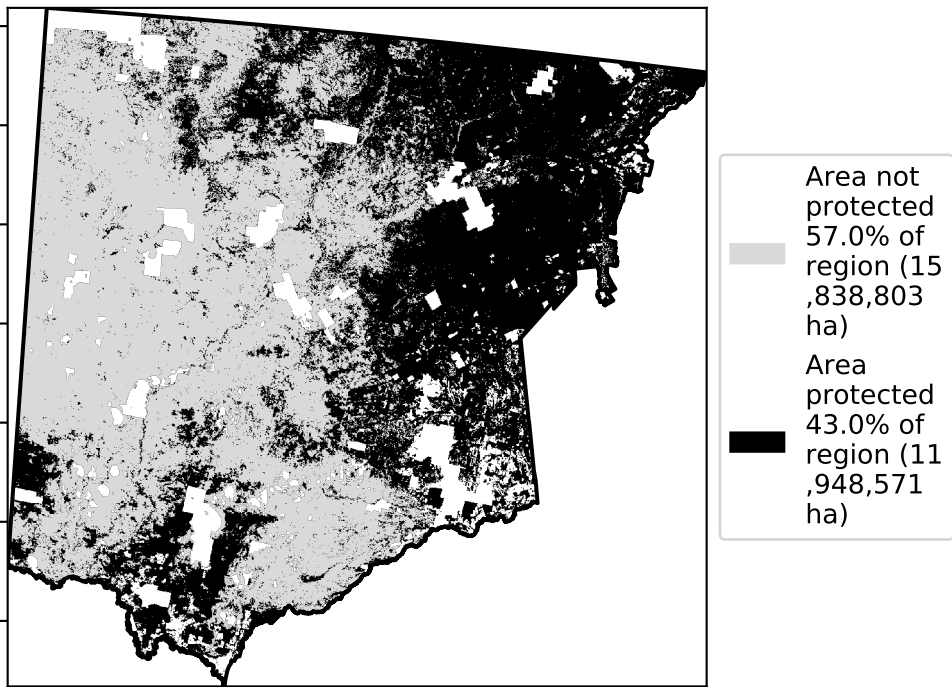 Area not
protected
57.0% of
region (15
,838,803
ha)
Area
protected
43.0% of
region (11
,948,571
ha)